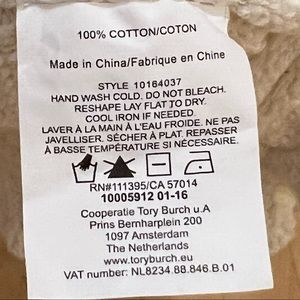 100% COTTON/COTON
Made in China/Fabrique en Chine
STYLE 10164037
HAND WASH COLD. DO NOT BLEACH.
RESHAPE LAY FLAT TO DRY.
COOL IRON IF NEEDED.
LAVER À LA MAIN À L'EAU FROIDE. NE PAS
JAVELLISER. SÉCHER À PLAT. REPASSER
À BASSE TEMPÉRATURE SI NÉCESSAIRE.
RN#111395/CA 57014
10005912 01-16
Cooperatie Tory Burch u.A
Prins Bernharplein 200
1097 Amsterdam
The Netherlands
www.toryburch.eu
VAT number: NL8234.88.846.B.01